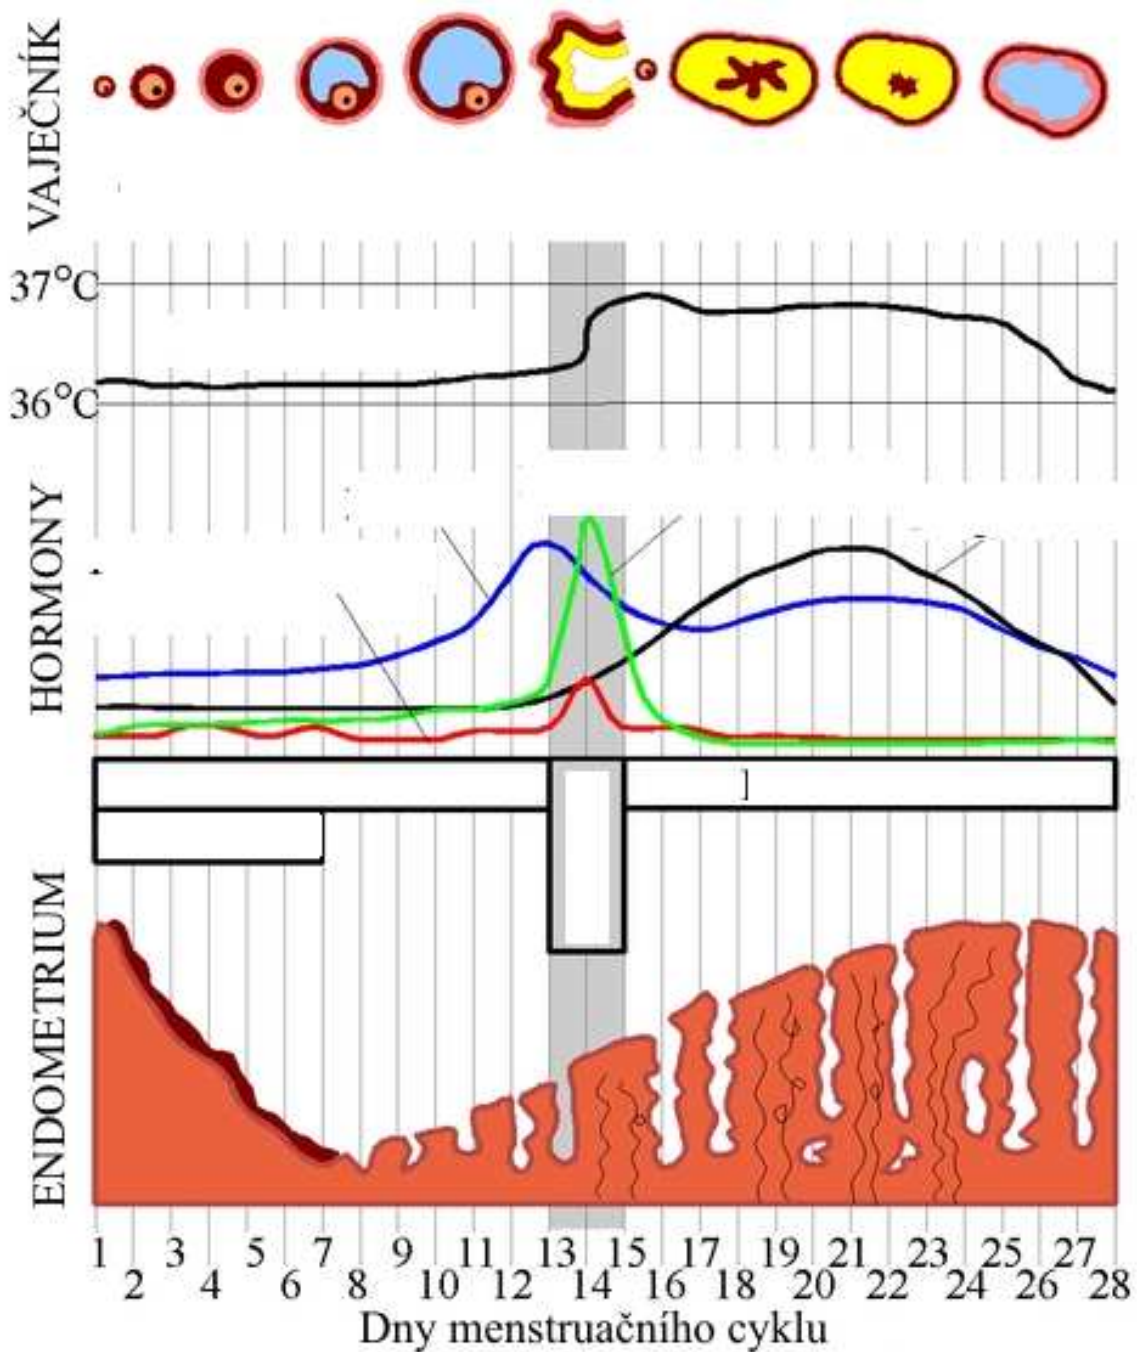 VAJEČNÍK
37°C
36°C
HORMONY
]
ENDOMETRIUM
1 3 5 7 9 11 13 15 17 19 21 23 25 27
2 4 6 8 10 12 14 16 18 20 22 24 26 28
Dny menstruačního cyklu